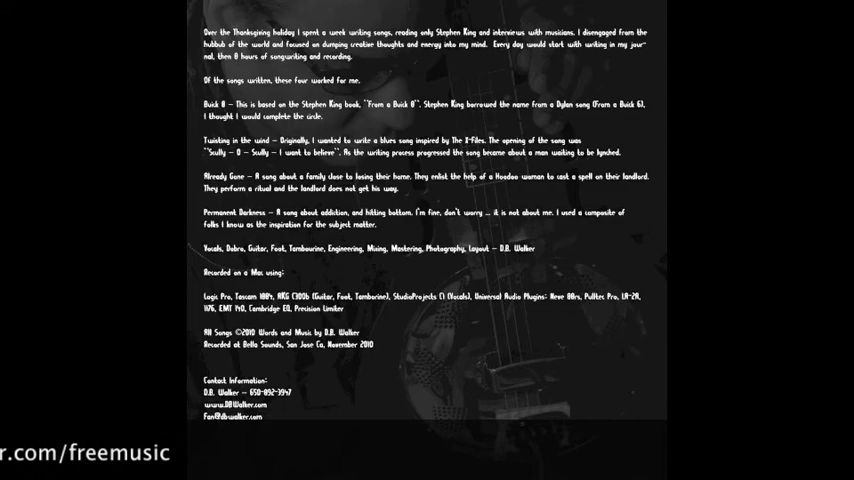 Over the Thanksgiving holiday I spent a week writing songs, reading only Stephen King and interviews with musicians. I disengaged from the
hubbub of the world and focused on dumping creative thoughts and energy into my mind. Every day would start with writing in my jour-
nal, then 8 hours of songwriting and recording.
Of the songs written, these four worked for me.
Buick 8 – This is based on the Stephen King book, ``From a Buick 8``. Stephen King borrowed the name from a Dylan song (From a Buick 6),
I thought I would complete the circle.
Twisting in the wind – Originally, I wanted to write a blues song inspired by The X-Files. The opening of the song was
``Scully – O – Scully – I want to believe``. As the writing process progressed the song became about a man waiting to be lynched.
Already Gone – A song about a family close to losing their home. They enlist the help of a Hoodoo woman to cast a spell on their landlord.
They perform a ritual and the landlord does not get his way.
Permanent Darkness – A song about addiction, and hitting bottom. I'm fine, don't worry ... it is not about me. I used a composite of
folks I know as the inspiration for the subject matter.
Vocals, Dobro, Guitar, Foot, Tambourine, Engineering, Mixing, Mastering, Photography, Layout – D.B. Walker
Recorded on a Mac using:
Logic Pro, Tascam 1884, AKG C300b (Guitar, Foot, Tamborine), StudioProjects C1 (Vocals), Universal Audio Plugins: Neve 88rs, Pultec Pro, LA-2A,
1176, EMT 140, Cambridge EQ, Precision Limiter
All Songs ©2010 Words and Music by D.B. Walker
Recorded at Bella Sounds, San Jose Ca, November 2010
Contact Information:
D.B. Walker – 650-892-3947
www.DBWalker.com
Fan@dbwalker.com
r.com/freemusic